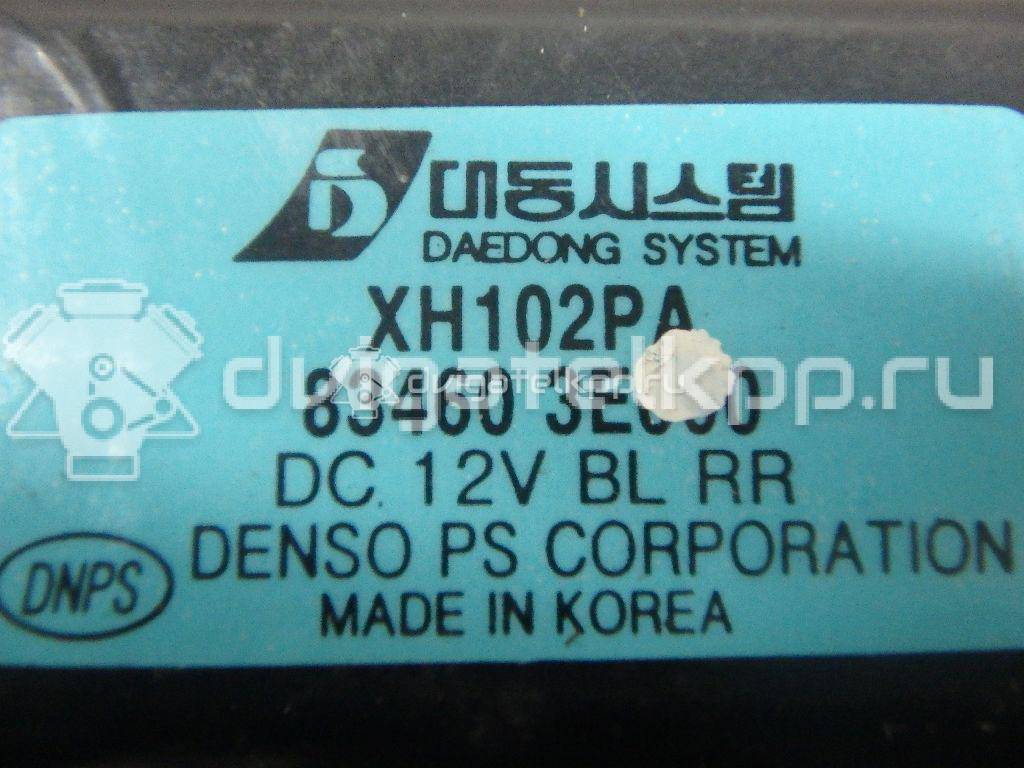 대동시스템
DAEDONG SYSTEM
XH102PA
DC. 12V BL RR
DENSO PS CORPORATION
DNPS
MADE IN KOREA
dvigatelkorpus.ru